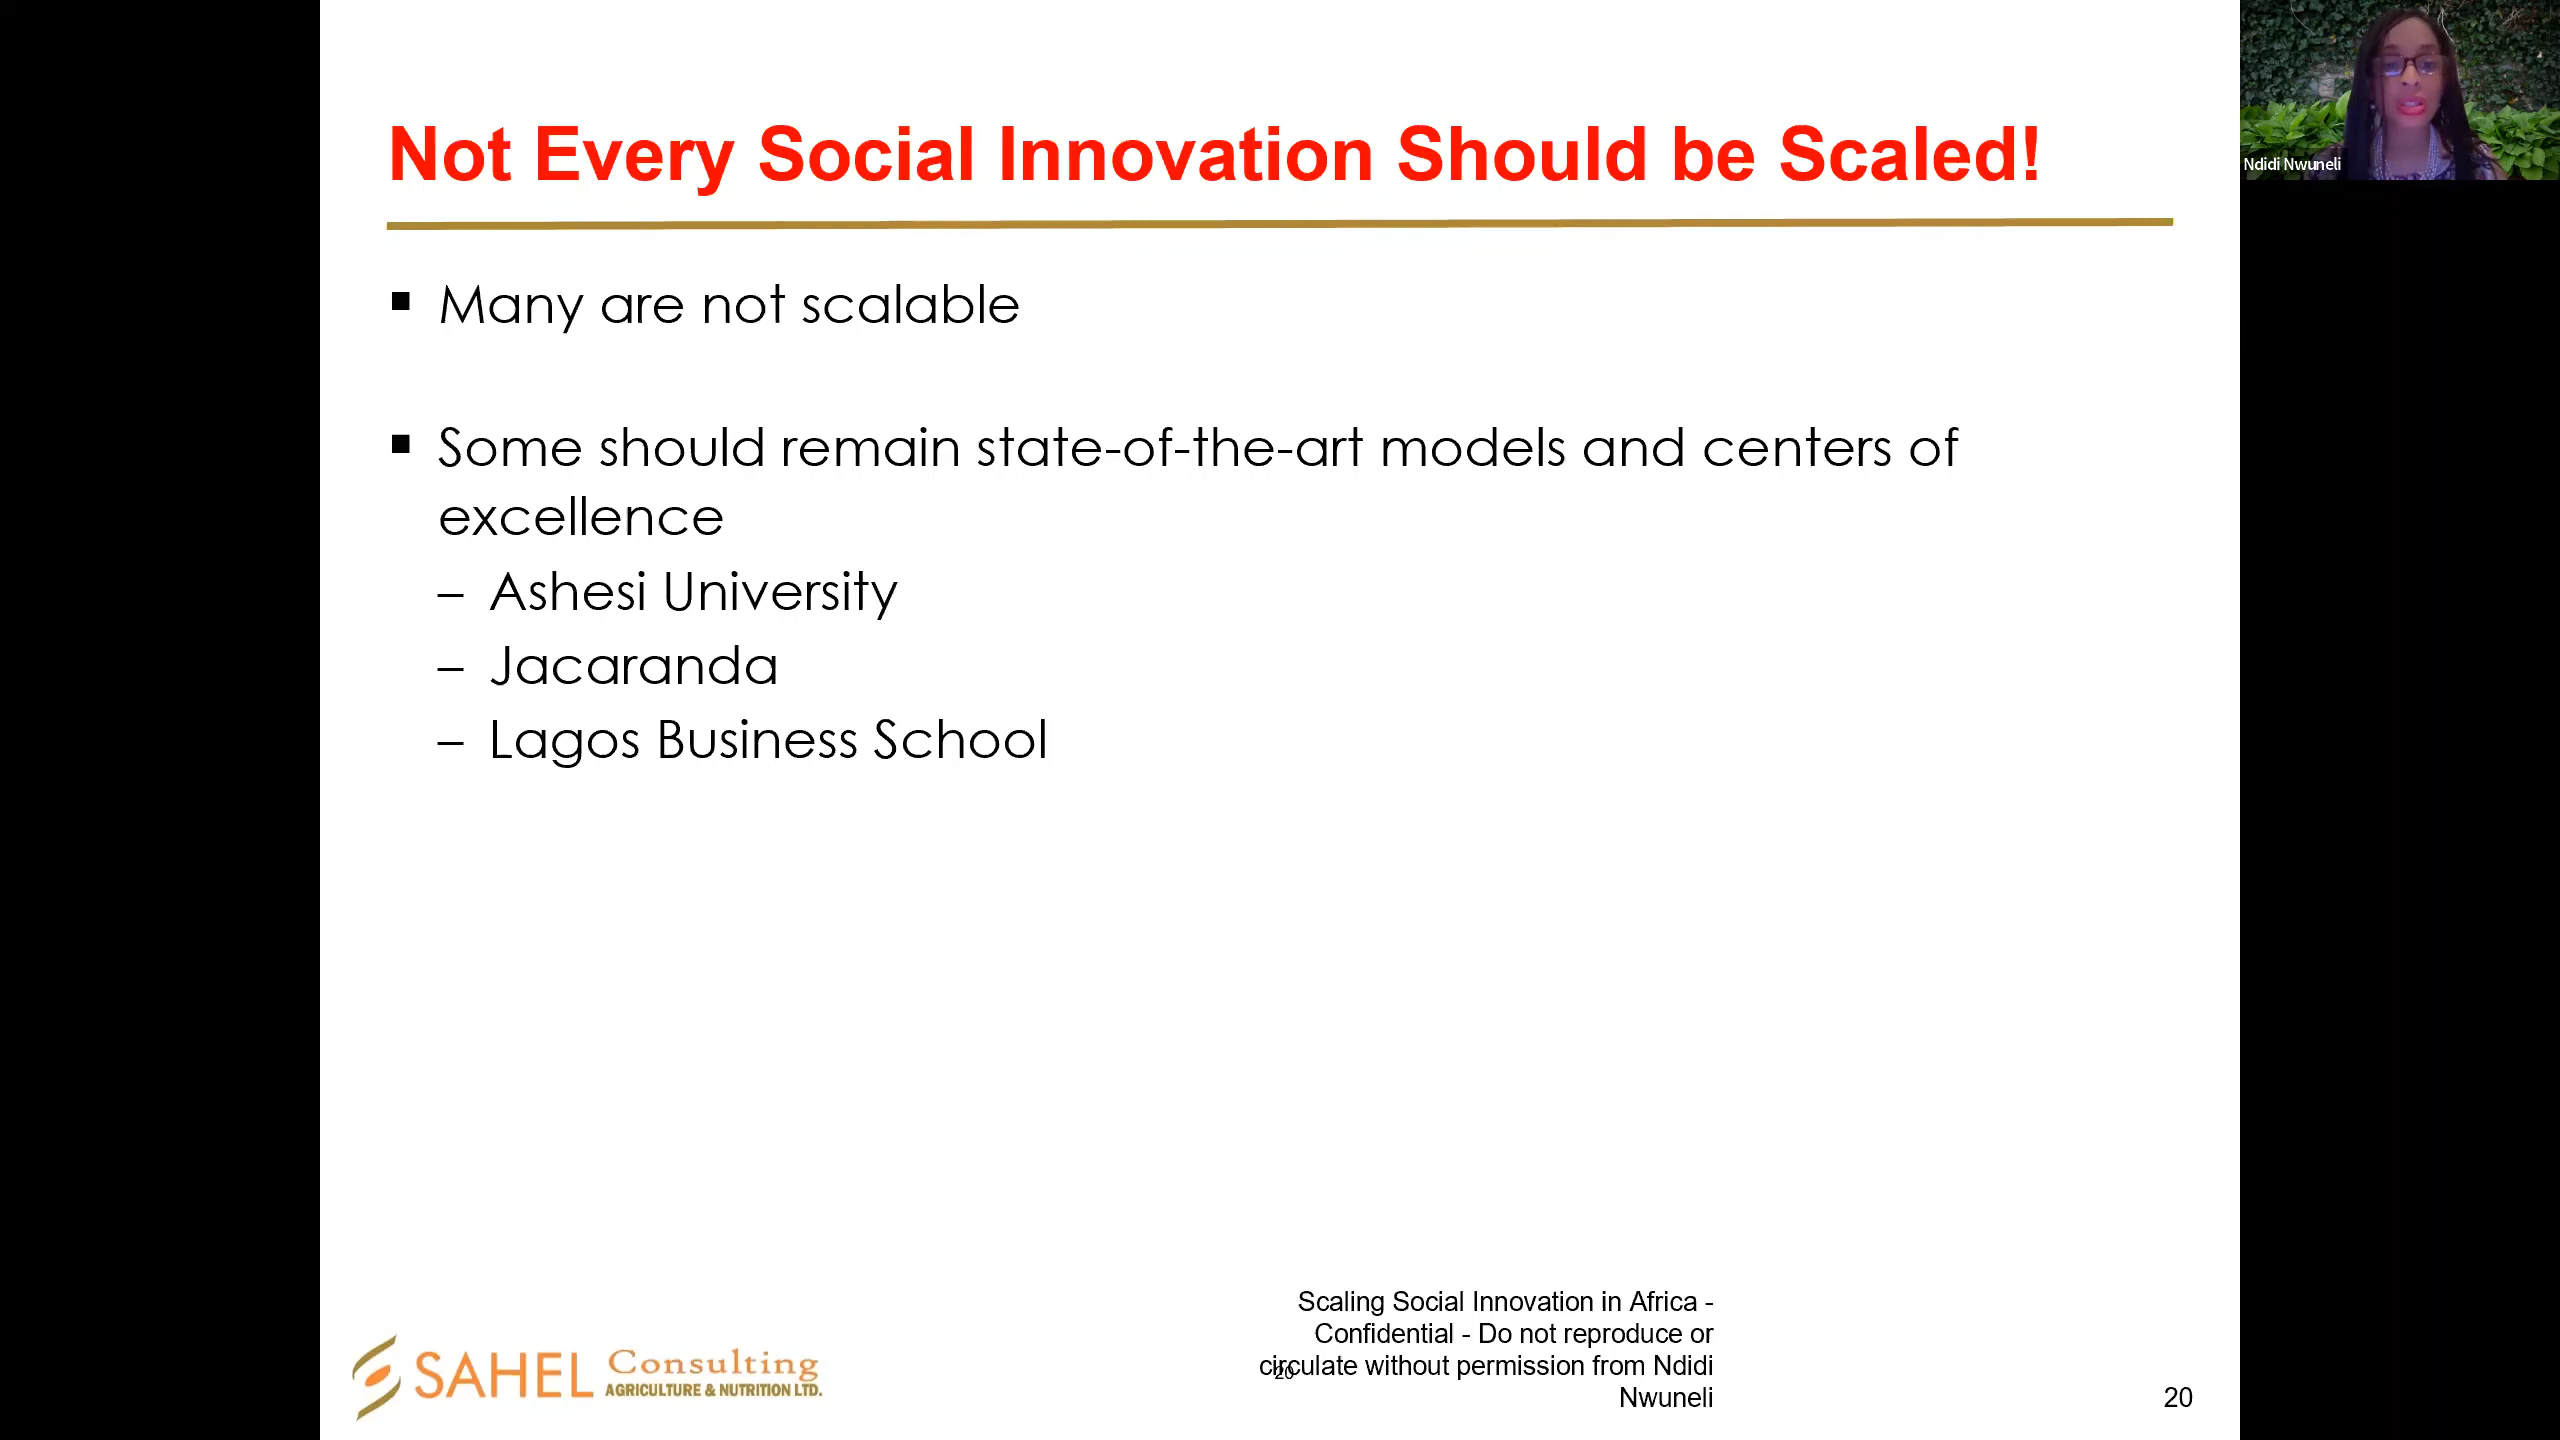 Not Every Social Innovation Should be Scaled!
Ndidi Nwuneli
▪ Many are not scalable
▪ Some should remain state-of-the-art models and centers of
excellence
– Ashesi University
– Jacaranda
– Lagos Business School
SAHEL Consulting
AGRICULTURE & NUTRITION LTD.
Scaling Social Innovation in Africa -
Confidential - Do not reproduce or
circulate without permission from Ndidi
Nwuneli
20
20